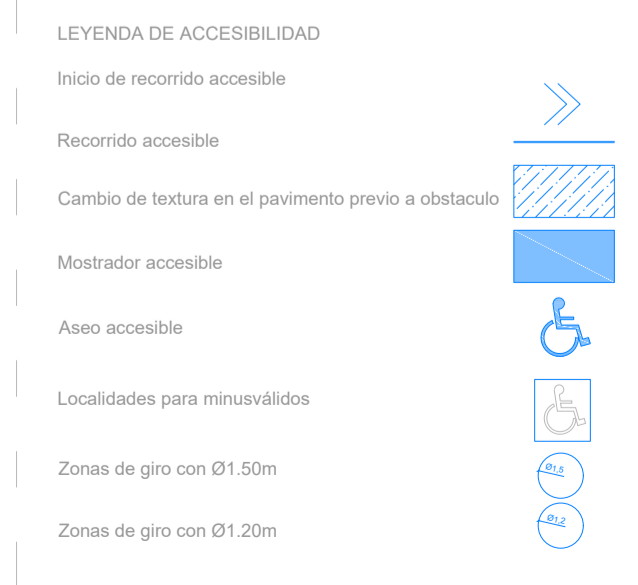 LEYENDA DE ACCESIBILIDAD
Inicio de recorrido accesible
Recorrido accesible
Cambio de textura en el pavimento previo a obstaculo
Mostrador accesible
Aseo accesible
Localidades para minusválidos
Zonas de giro con Ø1.50m
Ø1,5
Zonas de giro con Ø1.20m
Ø1,2